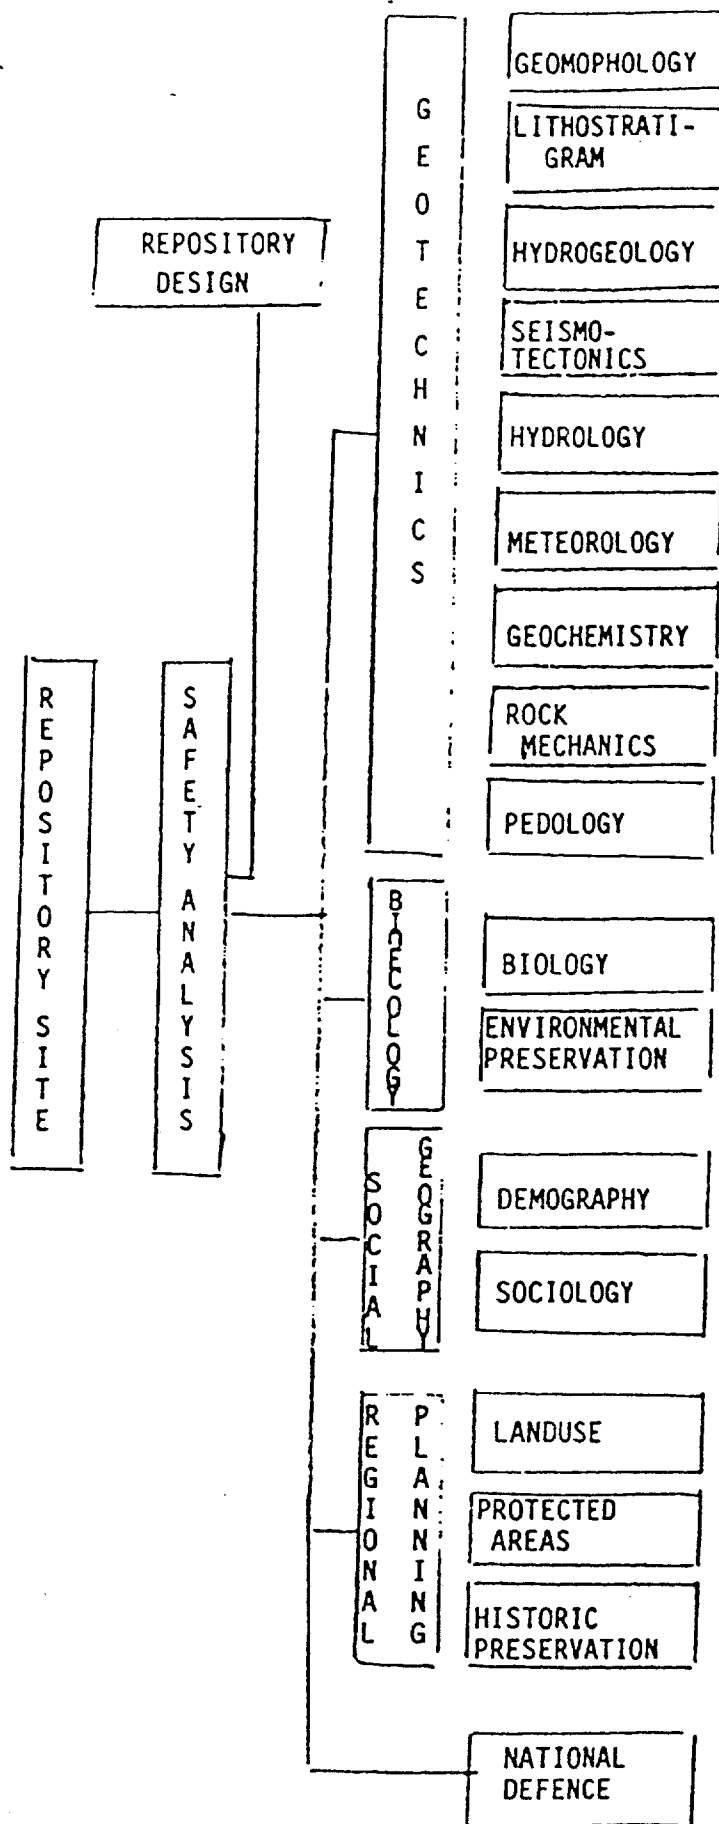 REPOSITORY SITE
SAFETY ANALYSIS
REPOSITORY
DESIGN
GEOTECHNICS
GEOMOPHOLOGY
LITHOSTRATI-
GRAM
HYDROGEOLOGY
SEISMO-
TECTONICS
HYDROLOGY
METEOROLOGY
GEOCHEMISTRY
ROCK
MECHANICS
PEDOLOGY
BIOECOLOGY
BIOLOGY
ENVIRONMENTAL
PRESERVATION
SOCIAL
GEOGRAPHY
DEMOGRAPHY
SOCIOLOGY
REGIONAL
PLANNING
LANDUSE
PROTECTED
AREAS
HISTORIC
PRESERVATION
NATIONAL
DEFENCE